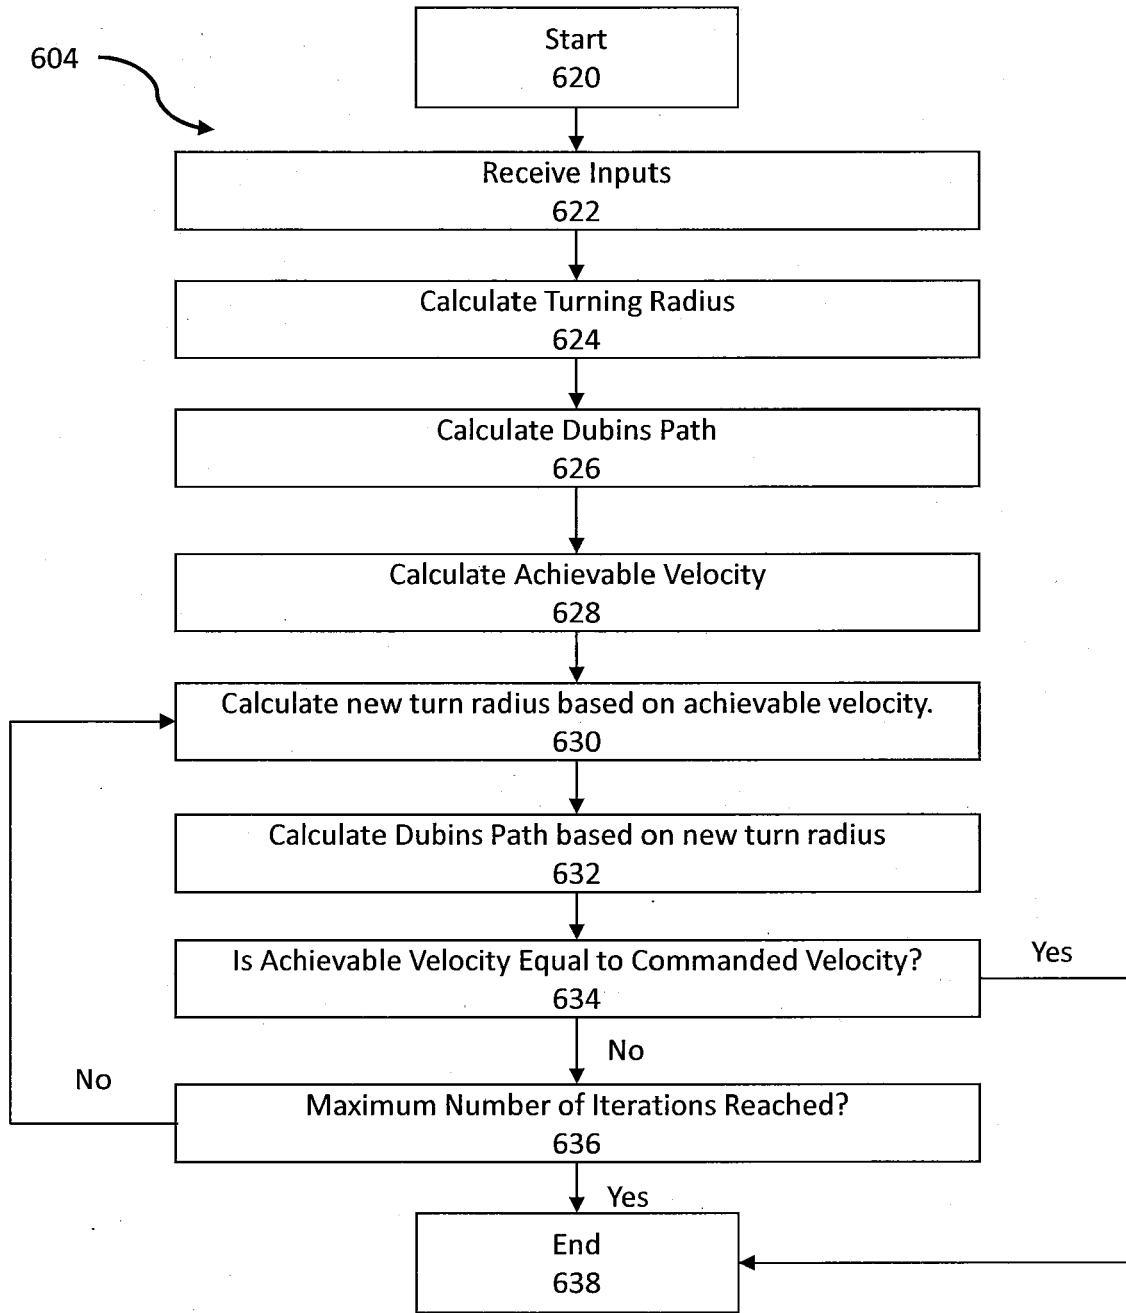 604
Start
620
Receive Inputs
622
Calculate Turning Radius
624
Calculate Dubins Path
626
Calculate Achievable Velocity
628
Calculate new turn radius based on achievable velocity.
630
Calculate Dubins Path based on new turn radius
632
Is Achievable Velocity Equal to Commanded Velocity?
634
Yes
No
No
Maximum Number of Iterations Reached?
636
Yes
End
638